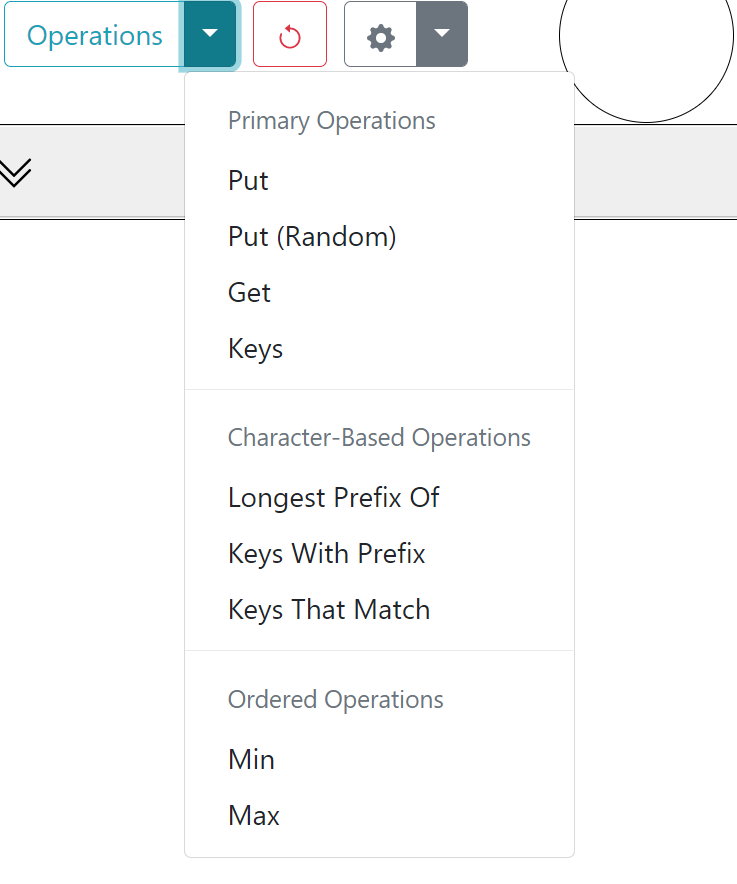 Operations
Primary Operations
Put
Put (Random)
Get
Keys
Character-Based Operations
Longest Prefix Of
Keys With Prefix
Keys That Match
Ordered Operations
Min
Max